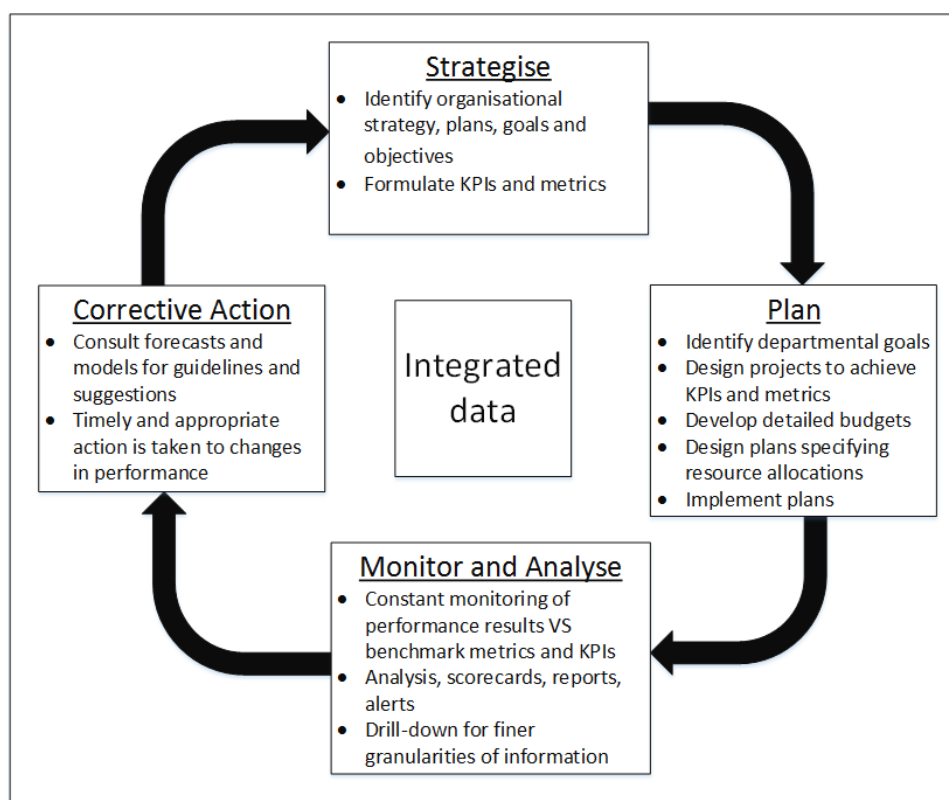 Strategise
• Identify organisational
strategy, plans, goals and
objectives
• Formulate KPIs and metrics
Corrective Action
• Consult forecasts and
models for guidelines and
suggestions
• Timely and appropriate
action is taken to changes
in performance
Integrated
data
Plan
• Identify departmental goals
• Design projects to achieve
KPIs and metrics
• Develop detailed budgets
• Design plans specifying
resource allocations
• Implement plans
Monitor and Analyse
• Constant monitoring of
performance results VS
benchmark metrics and KPIs
• Analysis, scorecards, reports,
alerts
• Drill-down for finer
granularities of information